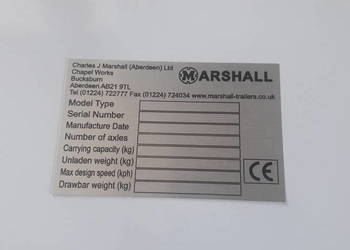 Charles J Marshall (Aberdeen) Ltd
Chapel Works
Bucksburn
Aberdeen AB21 9TL
MARSHALL
Tel (01224) 722777 Fax (01224) 724034 www.marshall-trailers.co.uk
Model Type
Serial Number
Manufacture Date
Number of axles
Carrying capacity (kg)
Unladen weight (kg)
Max design speed (kph)
Drawbar weight (kg)
CE